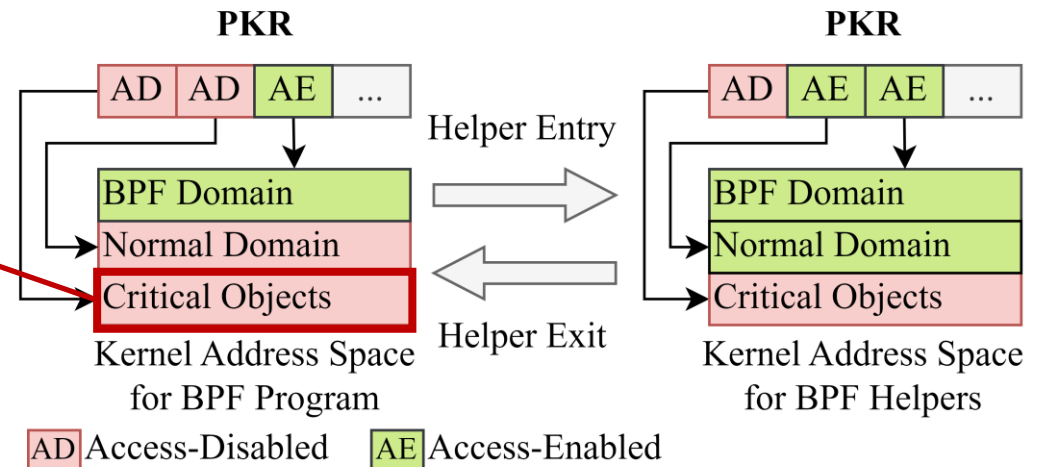 PKR
AD AD AE ...
BPF Domain
Normal Domain
Critical Objects
Kernel Address Space
for BPF Program
Helper Entry
Helper Exit
PKR
AD AE AE ...
BPF Domain
Normal Domain
Critical Objects
Kernel Address Space
for BPF Helpers
AD Access-Disabled AE Access-Enabled